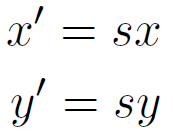 x′ = sx
y′ = sy